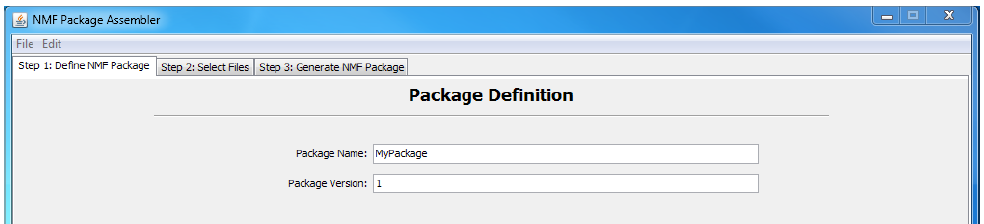 NMF Package Assembler
File Edit
Step 1: Define NMF Package Step 2: Select Files Step 3: Generate NMF Package
Package Definition
Package Name: MyPackage
Package Version: 1